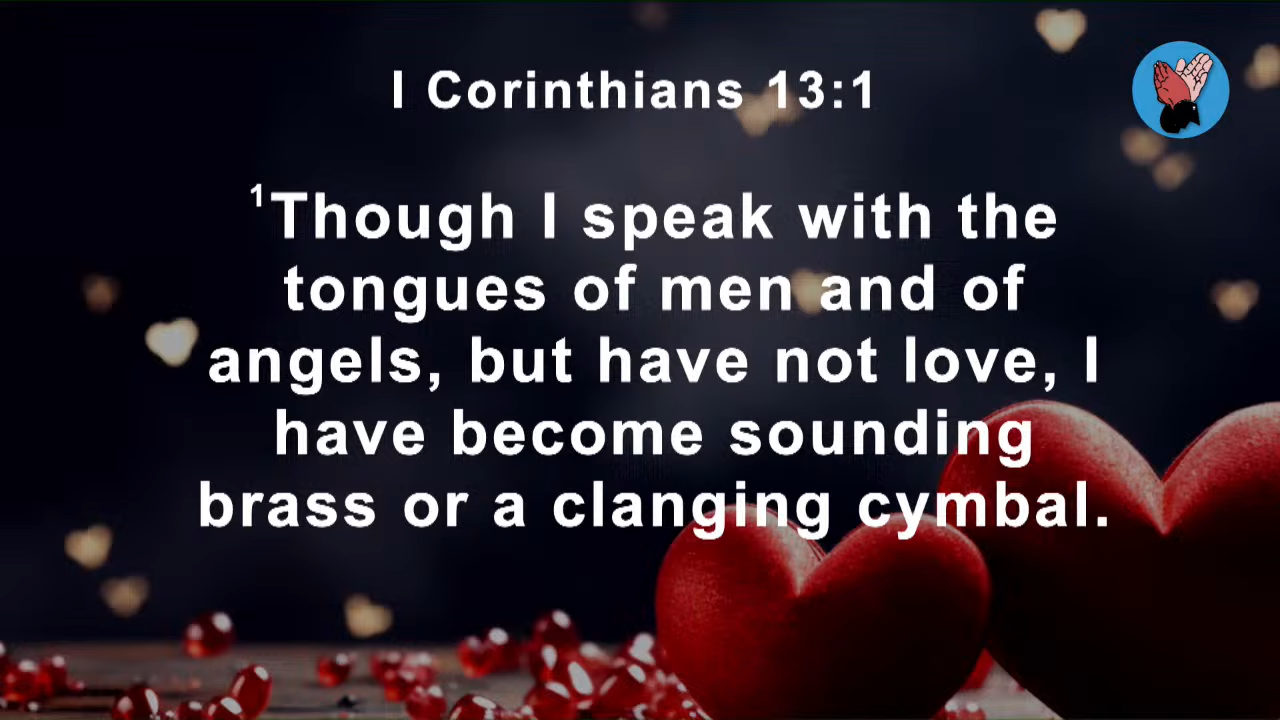 I Corinthians 13:1
¹Though I speak with the
tongues of men and of
angels, but have not love, I
have become sounding
brass or a clanging cymbal.